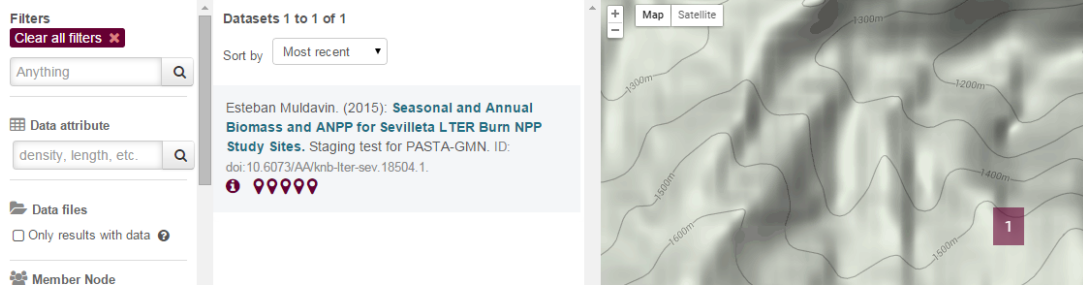 Filters
Clear all filters ✖
Anything
Data attribute
density, length, etc.
Data files
Only results with data
Member Node
Datasets 1 to 1 of 1
Sort by Most recent
Esteban Muldavin. (2015): Seasonal and Annual
Biomass and ANPP for Sevilleta LTER Burn NPP
Study Sites. Staging test for PASTA-GMN. ID:
doi:10.6073/AA/knb-lter-sev.18504.1.
+
−
Map Satellite
1300m
1300m
1200m
1500m
1400m
1600m
1500m
1